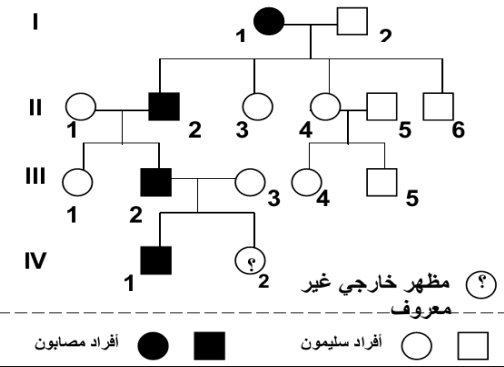 I
1 2
II
1 2 3 4 5 6
III
1 2 3 4 5
IV
1 ؟ 2
؟ مظهر خارجي غير
معروف
أفراد سليمون
أفراد مصابون